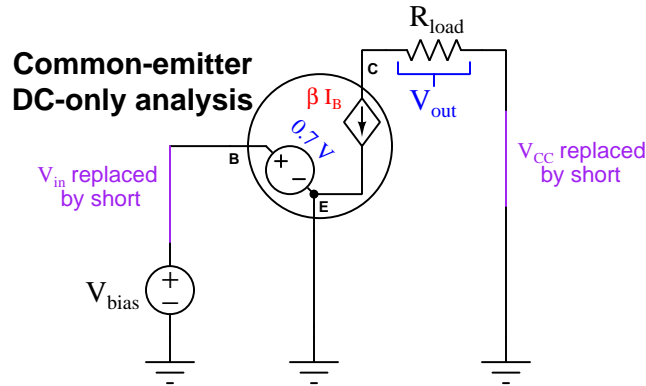 Common-emitter
DC-only analysis
R_load
C
β I_B
V_out
0.7 V
+
−
B
E
V_in replaced
by short
V_CC replaced
by short
V_bias
+
−